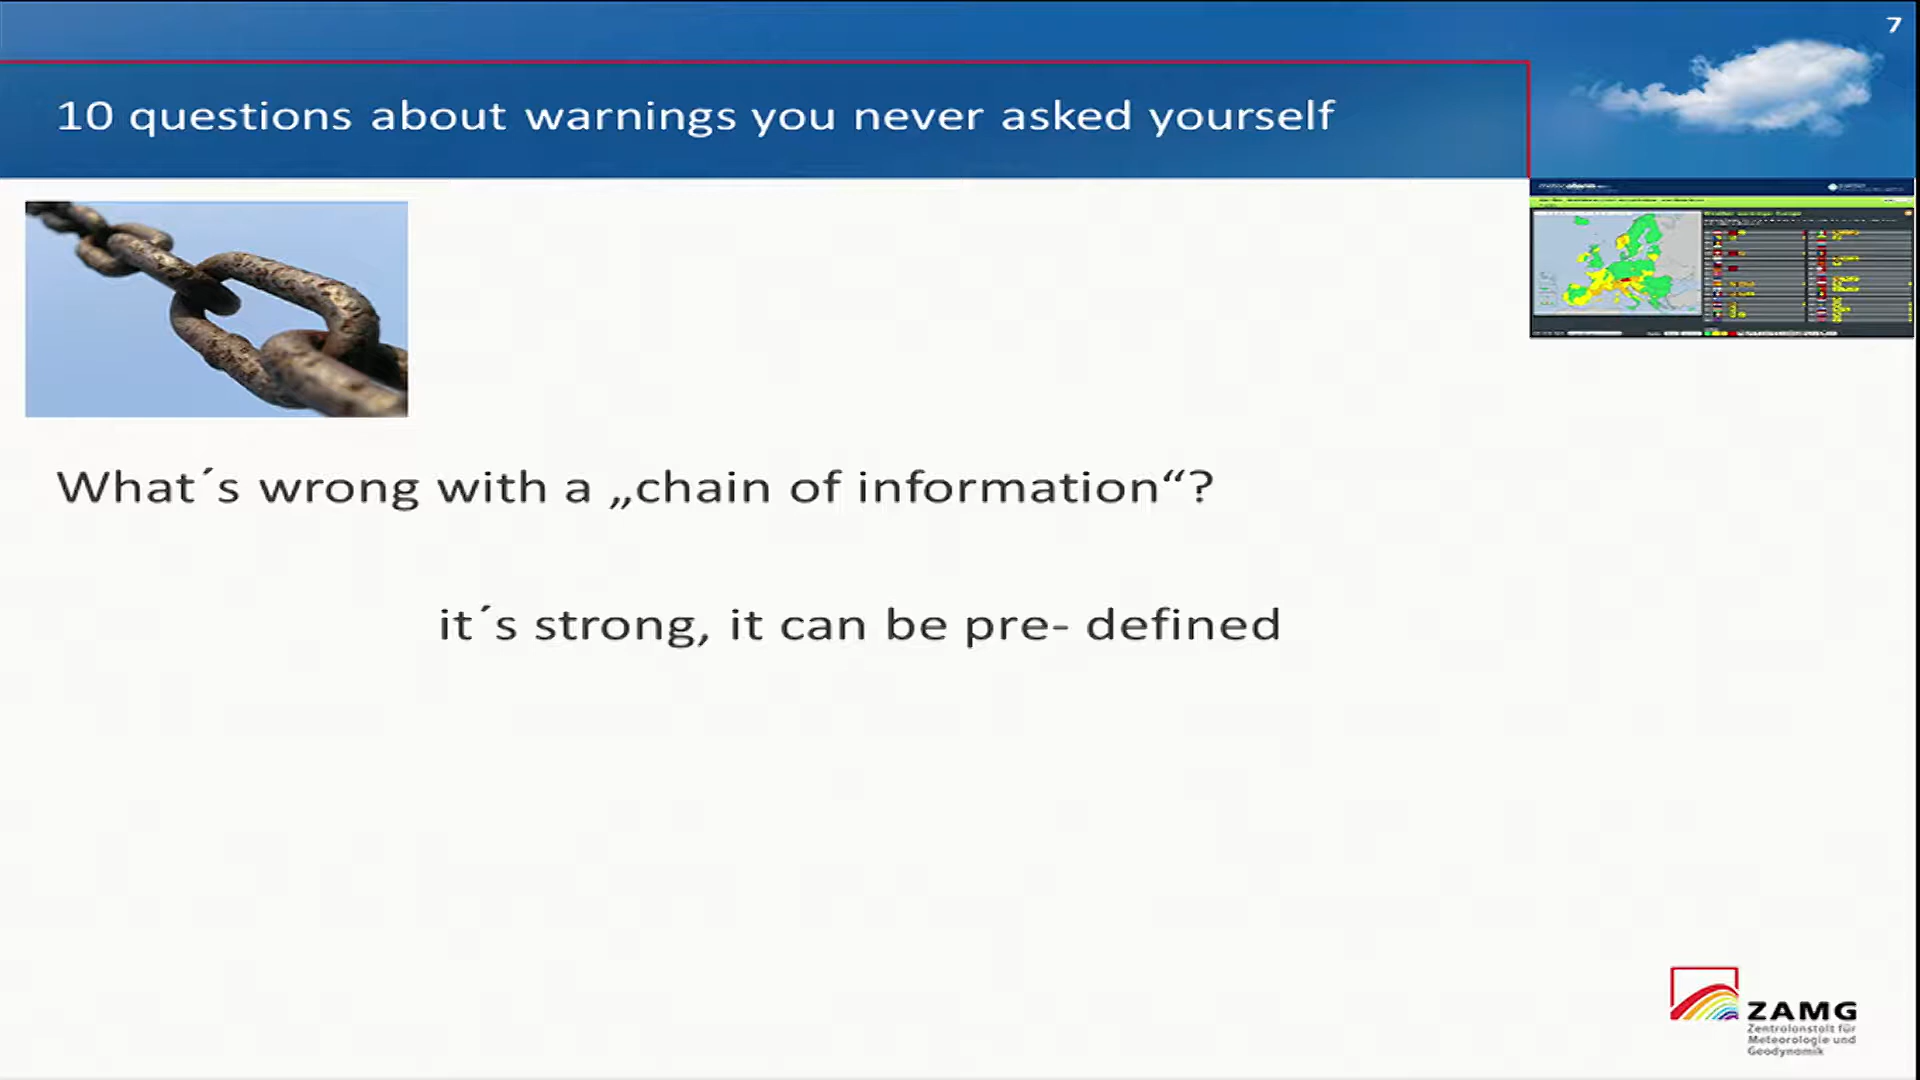 7
10 questions about warnings you never asked yourself
What´s wrong with a „chain of information“?
it´s strong, it can be pre- defined
ZAMG
Zentralanstalt für
Meteorologie und
Geodynamik